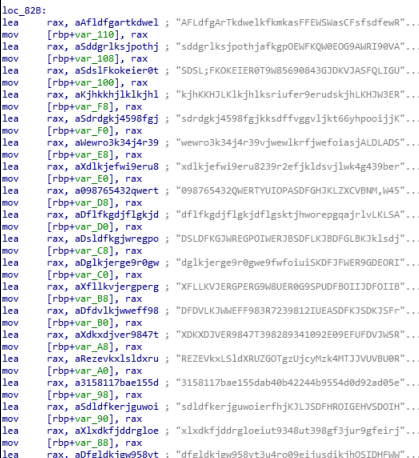 loc_82B:
lea rax, aAfldfgartkdwel ; "AFLdfgArTkdwelkfkmkasFFEWSWasCFsfsdfewR"...
mov [rbp+var_110], rax
lea rax, aSddgrlksjpothj ; "sddgrlksjpothjafkgpOEWFKQW0EOG9AWRI90VA"...
mov [rbp+var_108], rax
lea rax, aSdslFkokeier0t ; "SDSL;FKOKEIER0T9W85690843GJDKVJASFQLIGU"...
mov [rbp+var_100], rax
lea rax, aKjhkkhjlklkjhl ; "kjhKKHJLKlkjhlksriufer9erudskjhLKHJW3ER"...
mov [rbp+var_F8], rax
lea rax, aSdrdgkj4598fgj ; "sdrdgkj4598fgjkksdffvggvljkt66yhpooijjK"...
mov [rbp+var_F0], rax
lea rax, aWewro3k34j4r39 ; "wewro3k34j4r39vjwewlkrfjwefoiasjALDLADS"...
mov [rbp+var_E8], rax
lea rax, aXdlkjefwi9eru8 ; "xdlkjefwi9eru8239r2efjkldsvjlwk4g439ber"...
mov [rbp+var_E0], rax
lea rax, a098765432qwert ; "098765432QWERTYUIOPASDFGHJKLZXCVBNM,W45"...
mov [rbp+var_D8], rax
lea rax, aDflfkgdjflgkjd ; "dflfkgdjflgkjdflgsktjhworepgqajrlvLKLSA"...
mov [rbp+var_D0], rax
lea rax, aDsldfkgjwregpo ; "DSLDFKGJWREGPOIWERJBSDFLKJBDFGLBKJklsdj"...
mov [rbp+var_C8], rax
lea rax, aDglkjerge9r0gw ; "dglkjerge9r0gwe9fwfoiuiSKDFJFWER9GDEORI"...
mov [rbp+var_C0], rax
lea rax, aXfllkvjergperg ; "XFLLKVJERGPERG9W8UER0G9SPUDFBOIIJDFOIIB"...
mov [rbp+var_B8], rax
lea rax, aDfdvlkjwweff98 ; "DFDVLKJWWEFF983R7239812IUEASDFKJSDKJSFr"...
mov [rbp+var_B0], rax
lea rax, aXdkxdjver9847t ; "XDKXDJVER9847T398289341092E09EFUFDVJW5R"...
mov [rbp+var_A8], rax
lea rax, aRezevkxlsldxru ; "REZEVkxLSldXRUZGOTgzUjcyMzk4MTJJVUVBU0R"...
mov [rbp+var_A0], rax
lea rax, a3158117bae155d ; "3158117bae155dab40b42244b9554d0d92ad05e"...
mov [rbp+var_98], rax
lea rax, aSdldfkerjguwoi ; "sdldfkerjguwoierfhjKJLJSDFHROIGEHVSDOIH"...
mov [rbp+var_90], rax
lea rax, aXlxdkfjddrgloe ; "xlxdkfjddrgloeiut9348ut398gf3jur9gfeirj"...
mov [rbp+var_88], rax
lea rax, aDfgldkjgew958vt ; "dfgldkjgew958vt3u4ro09eijusdikjhOSIDHFWW"...